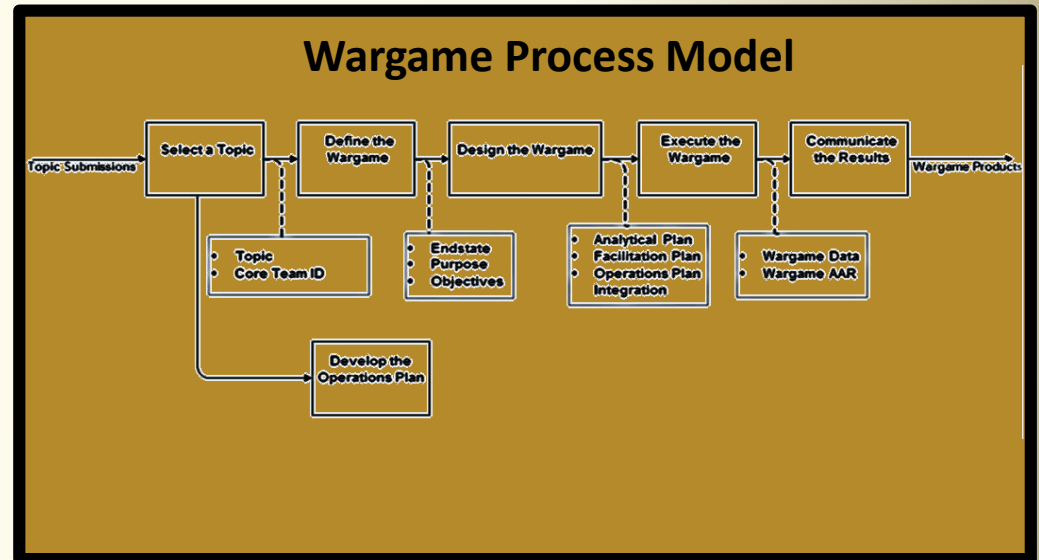 Wargame Process Model
Topic Submissions
Select a Topic
Define the
Wargame
Design the Wargame
Execute the
Wargame
Communicate
the Results
Wargame Products
• Topic
• Core Team ID
• Endstate
• Purpose
• Objectives
• Analytical Plan
• Facilitation Plan
• Operations Plan
Integration
• Wargame Data
• Wargame AAR
Develop the
Operations Plan